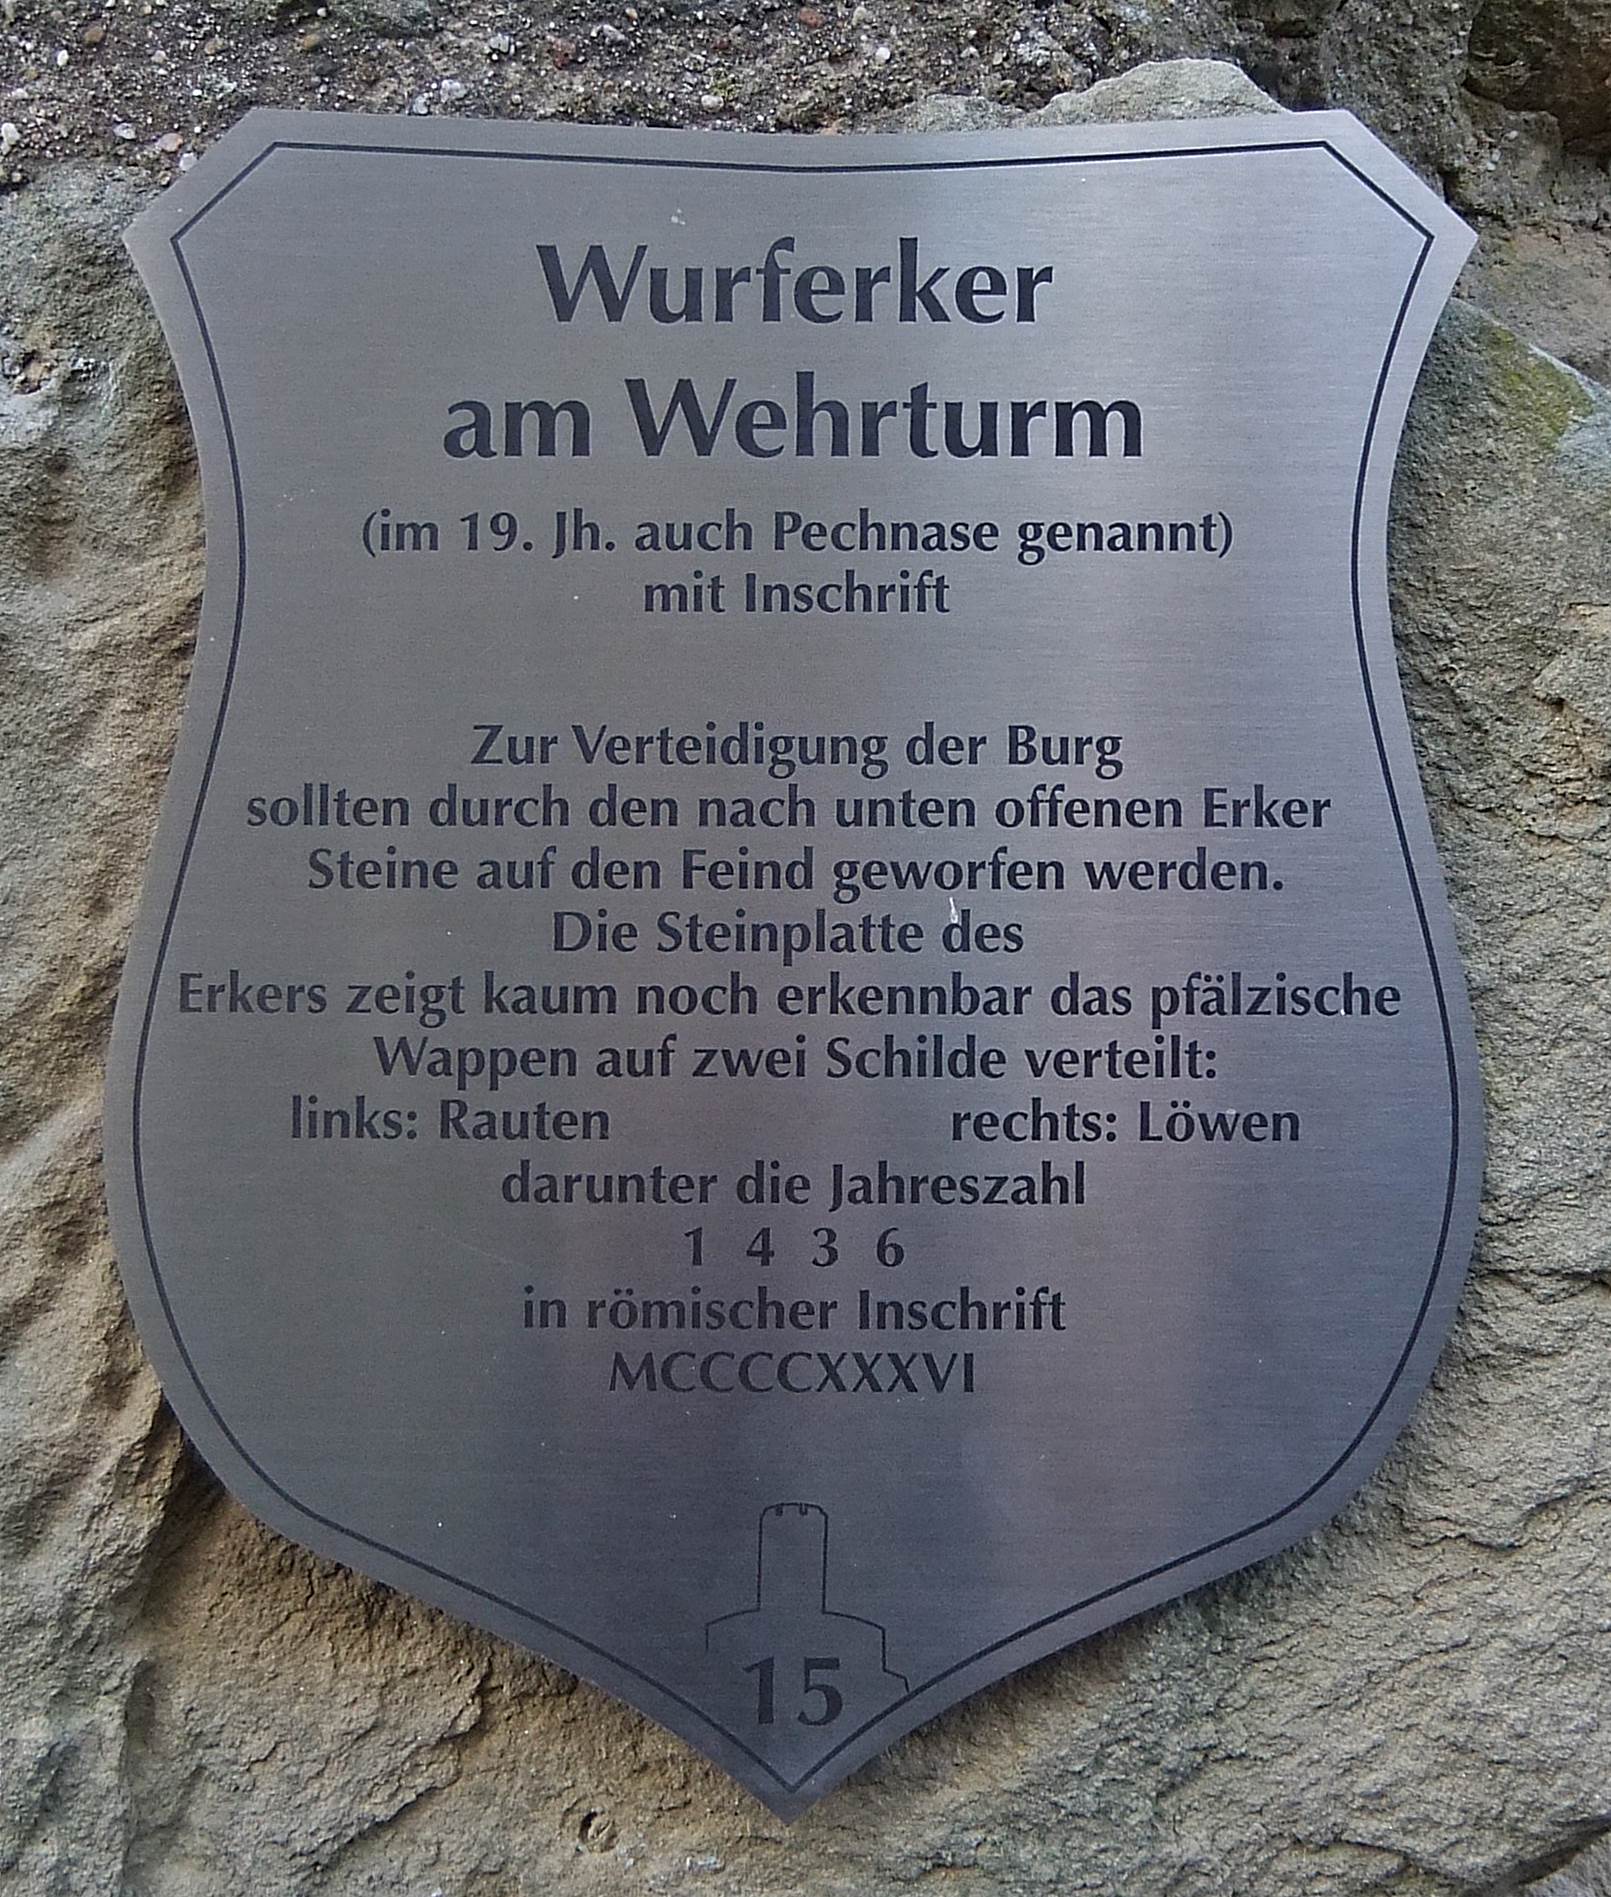 Wurferker
am Wehrturm
(im 19. Jh. auch Pechnase genannt)
mit Inschrift
Zur Verteidigung der Burg
sollten durch den nach unten offenen Erker
Steine auf den Feind geworfen werden.
Die Steinplatte des
Erkers zeigt kaum noch erkennbar das pfälzische
Wappen auf zwei Schilde verteilt:
links: Rauten rechts: Löwen
darunter die Jahreszahl
1 4 3 6
in römischer Inschrift
MCCCCXXXVI
15